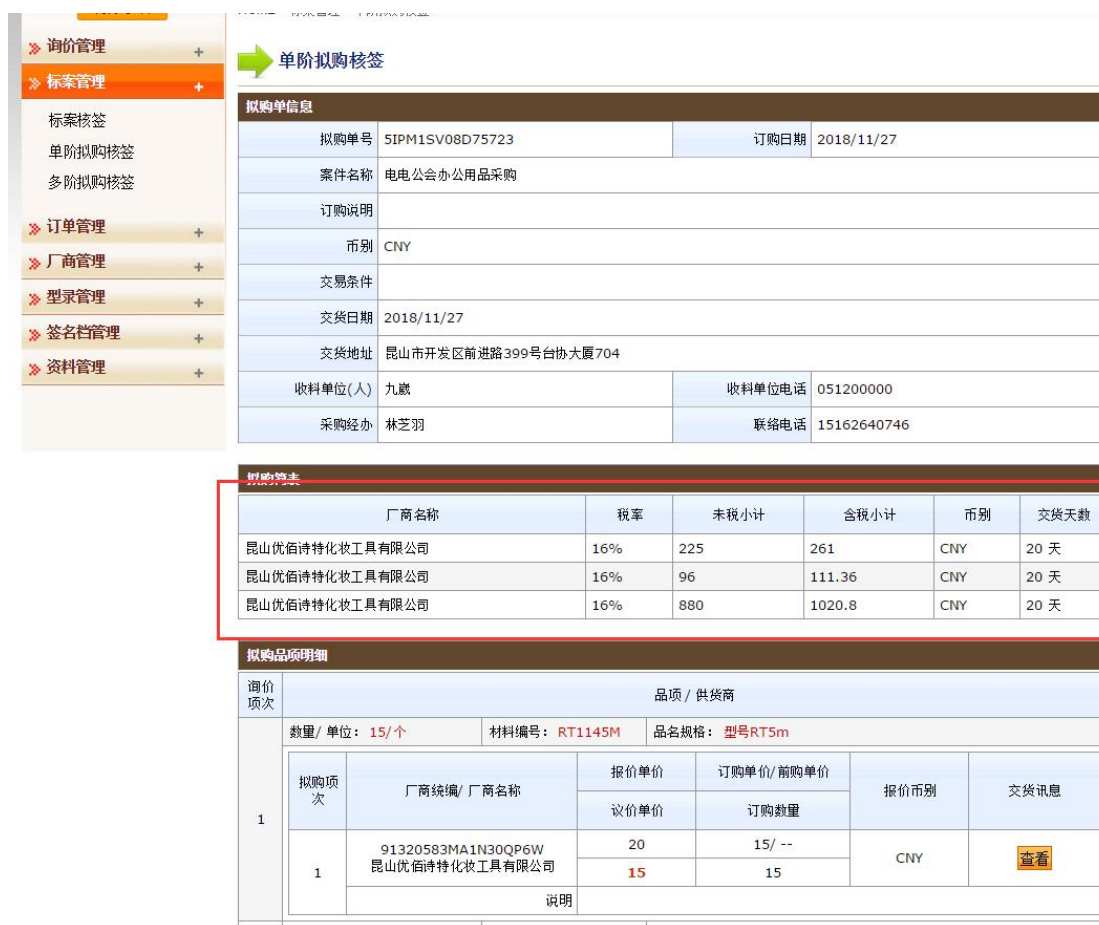 询价管理 +
标案管理 +
标案核签
单阶拟购核签
多阶拟购核签
订单管理 +
厂商管理 +
型录管理 +
签名档管理 +
资料管理 +
单阶拟购核签
拟购单信息
拟购单号 5IPM1SV08D75723 订购日期 2018/11/27
案件名称 电电公会办公用品采购
订购说明
币别 CNY
交易条件
交货日期 2018/11/27
交货地址 昆山市开发区前进路399号台协大厦704
收料单位(人) 九崴 收料单位电话 051200000
采购经办 林芝羽 联络电话 15162640746
拟购简表
厂商名称 税率 未税小计 含税小计 币别 交货天数
昆山优佰诗特化妆工具有限公司 16% 225 261 CNY 20 天
昆山优佰诗特化妆工具有限公司 16% 96 111.36 CNY 20 天
昆山优佰诗特化妆工具有限公司 16% 880 1020.8 CNY 20 天
拟购品项明细
询价项次 品项 / 供货商
数量/ 单位: 15/个 材料编号: RT1145M 品名规格: 型号RT5m
拟购项次 厂商统编/厂商名称 报价单价 订购单价/前购单价 报价币别 交货讯息
议价单价 订购数量
1
1 91320583MA1N30QP6W 20 15/ -- CNY 查看
昆山优佰诗特化妆工具有限公司 15 15
说明